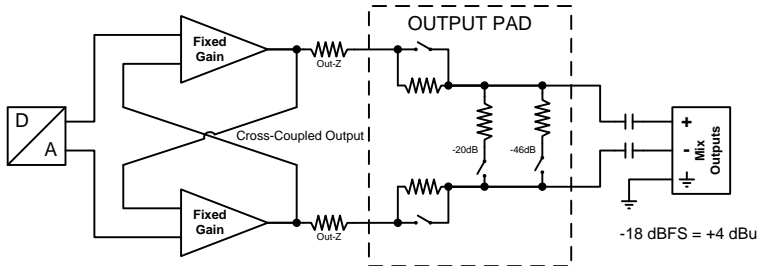 OUTPUT PAD
Fixed
Gain
Out-Z
D
A
Cross-Coupled Output
-20dB
-46dB
+
-
Mix
Outputs
Fixed
Gain
Out-Z
-18 dBFS = +4 dBu